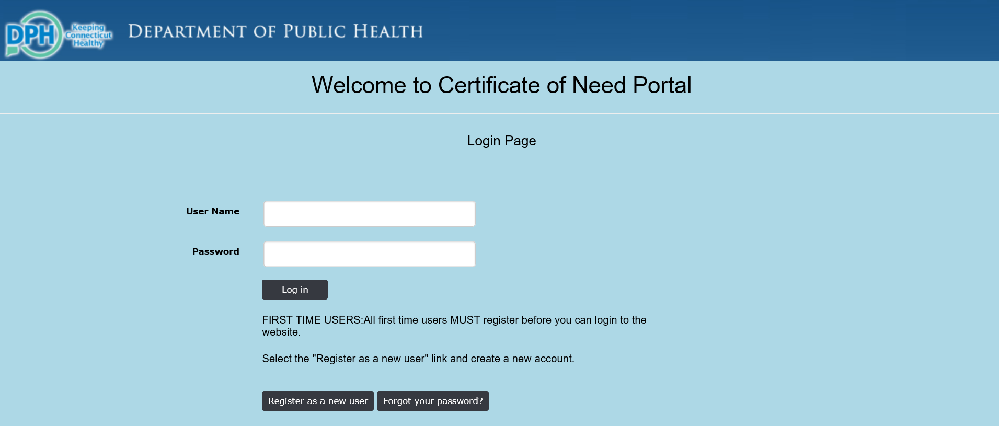 DPH
Keeping
Connecticut
Healthy
DEPARTMENT OF PUBLIC HEALTH
Welcome to Certificate of Need Portal
Login Page
User Name
Password
Log in
FIRST TIME USERS:All first time users MUST register before you can login to the
website.
Select the "Register as a new user" link and create a new account.
Register as a new user
Forgot your password?